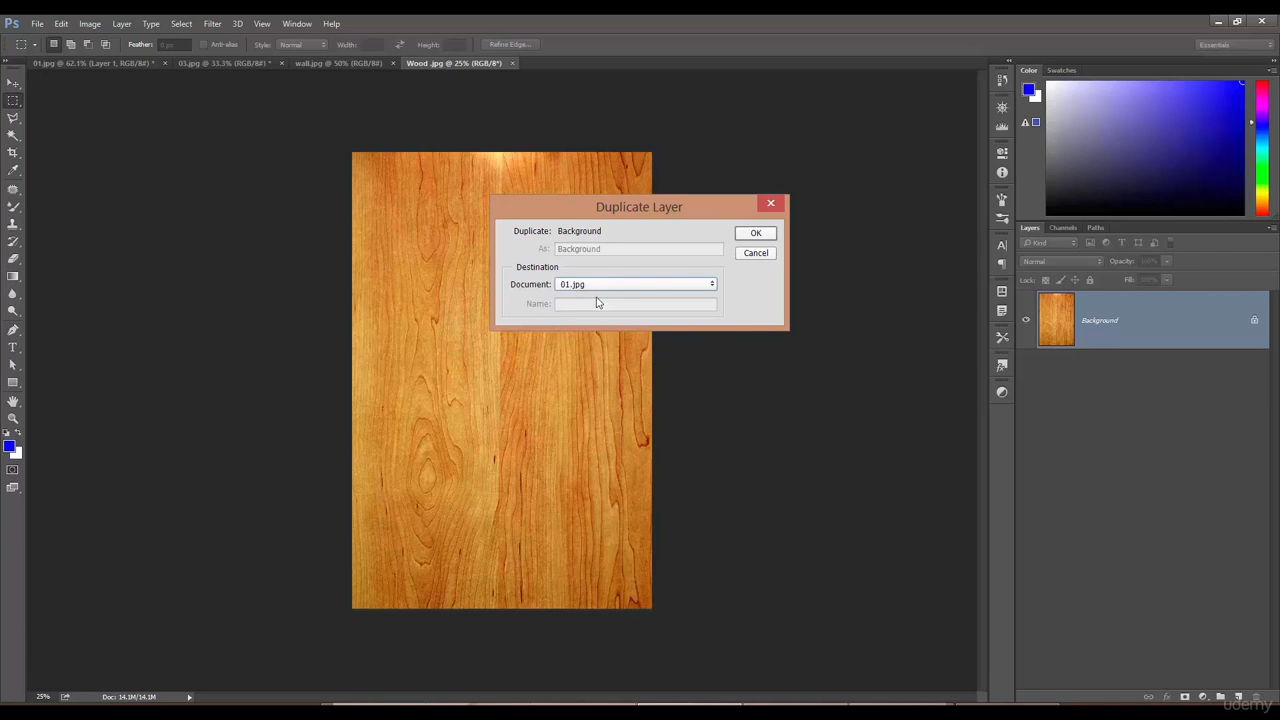 Ps File Edit Image Layer Type Select Filter 3D View Window Help
Feather: 0 px Anti-alias Style: Normal Width: Height: Refine Edge... Essentials
01.jpg @ 62.1% (Layer 1, RGB/8*) * × 03.jpg @ 33.3% (RGB/8*) * × wall.jpg @ 50% (RGB/8#) × Wood .jpg @ 25% (RGB/8*) ×
Color Swatches
Duplicate Layer
Duplicate: Background OK
As: Background
Cancel
Destination
Document: 01.jpg
Name:
Layers Channels Paths
Kind
Normal Opacity: 100%
Lock: Fill: 100%
Background
25% Doc: 14.1M/14.1M
udemy